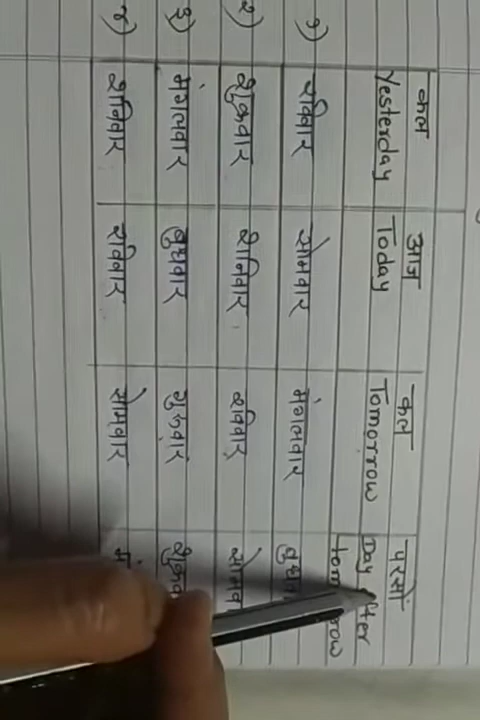 कल आज कल परसों
Yesterday Today Tomorrow Day after
१) रविवार सोमवार मंगलवार
२) शुक्रवार शनिवार रविवार
३) मंगलवार बुधवार गुरुवार
४) शनिवार रविवार सोमवार